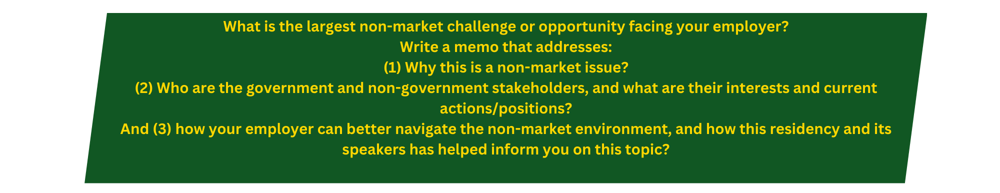 What is the largest non-market challenge or opportunity facing your employer?
Write a memo that addresses:
(1) Why this is a non-market issue?
(2) Who are the government and non-government stakeholders, and what are their interests and current
actions/positions?
And (3) how your employer can better navigate the non-market environment, and how this residency and its
speakers has helped inform you on this topic?